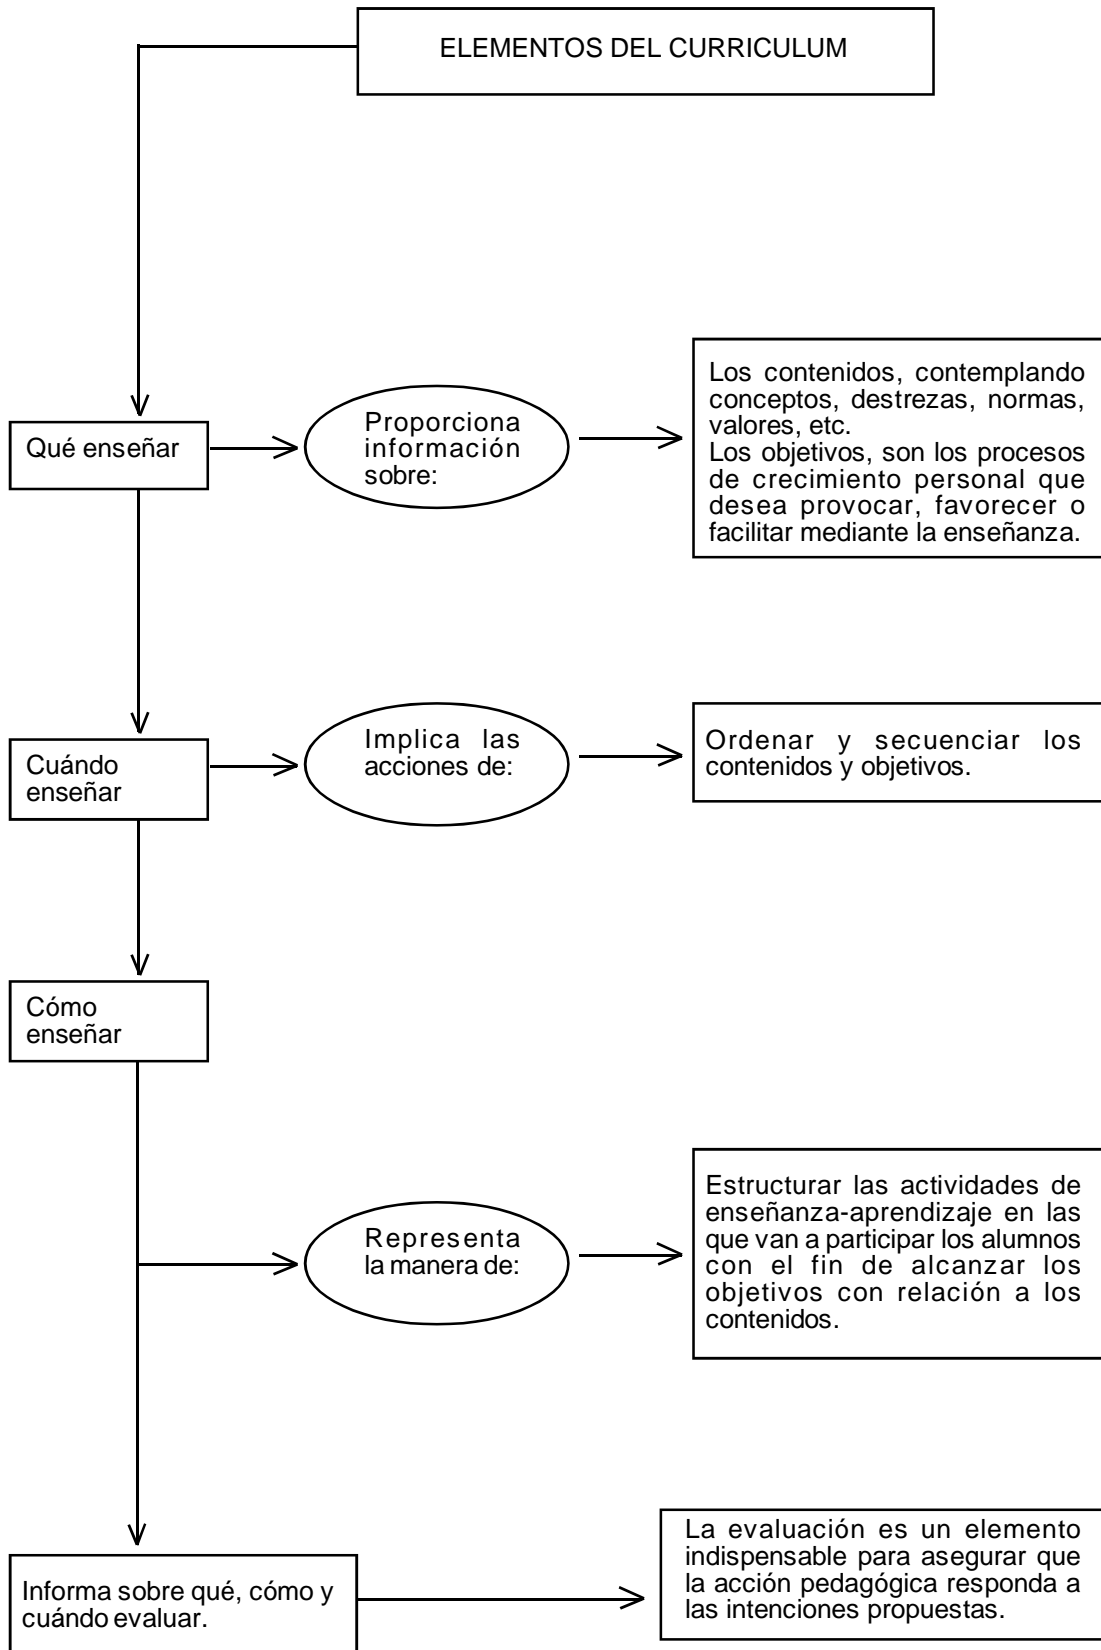 ELEMENTOS DEL CURRICULUM
Qué enseñar
Proporciona
información
sobre:
Los contenidos, contemplando
conceptos, destrezas, normas,
valores, etc.
Los objetivos, son los procesos
de crecimiento personal que
desea provocar, favorecer o
facilitar mediante la enseñanza.
Cuándo
enseñar
Implica las
acciones de:
Ordenar y secuenciar los
contenidos y objetivos.
Cómo
enseñar
Representa
la manera de:
Estructurar las actividades de
enseñanza-aprendizaje en las
que van a participar los alumnos
con el fin de alcanzar los
objetivos con relación a los
contenidos.
Informa sobre qué, cómo y
cuándo evaluar.
La evaluación es un elemento
indispensable para asegurar que
la acción pedagógica responda a
las intenciones propuestas.